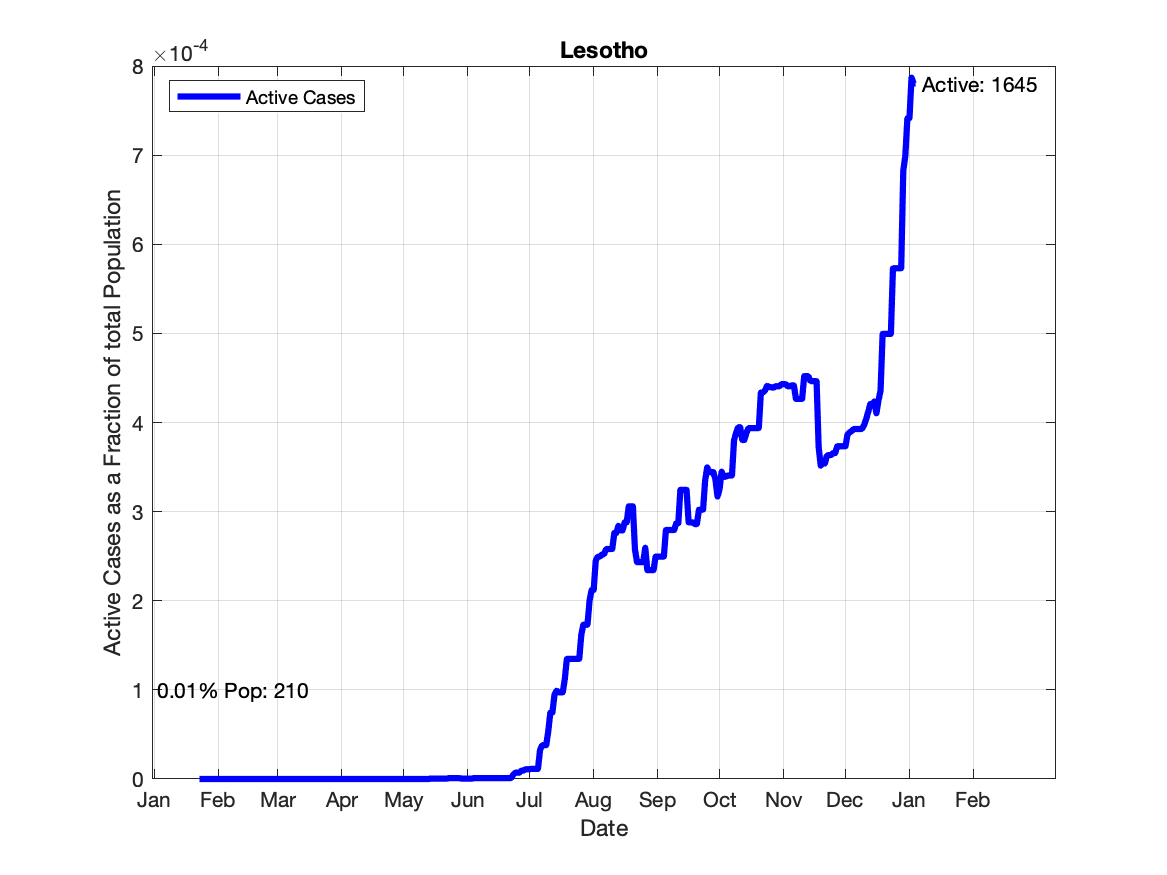 Lesotho
×10-4
8
7
6
5
4
3
2
1
0
Active Cases
Active: 1645
0.01% Pop: 210
Active Cases as a Fraction of total Population
Jan Feb Mar Apr May Jun Jul Aug Sep Oct Nov Dec Jan Feb
Date